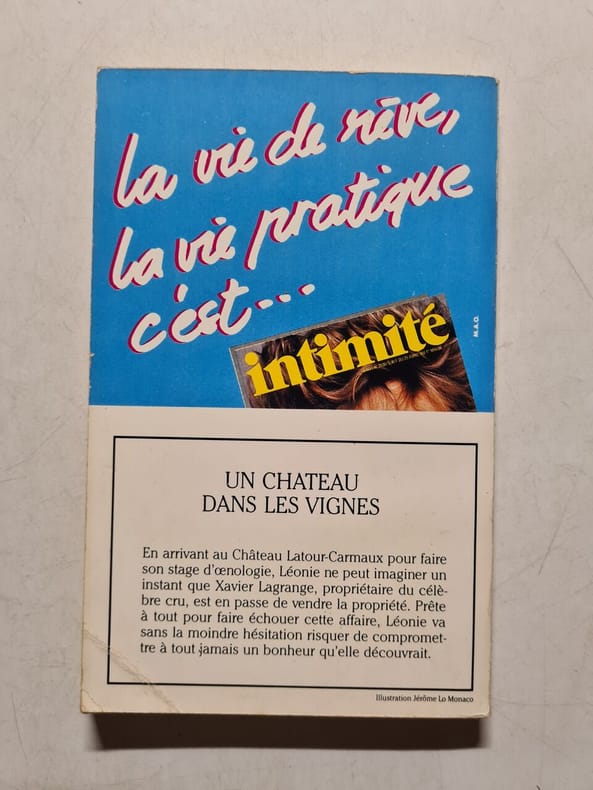 la vie de rêve,
la vie pratique
c'est...
intimité
M.A.O.
UN CHATEAU
DANS LES VIGNES
En arrivant au Château Latour-Carmaux pour faire
son stage d'œnologie, Léonie ne peut imaginer un
instant que Xavier Lagrange, propriétaire du célè-
bre cru, est en passe de vendre la propriété. Prête
à tout pour faire échouer cette affaire, Léonie va
sans la moindre hésitation risquer de compromet-
tre à tout jamais un bonheur qu'elle découvrait.
Illustration Jérôme Lo Monaco